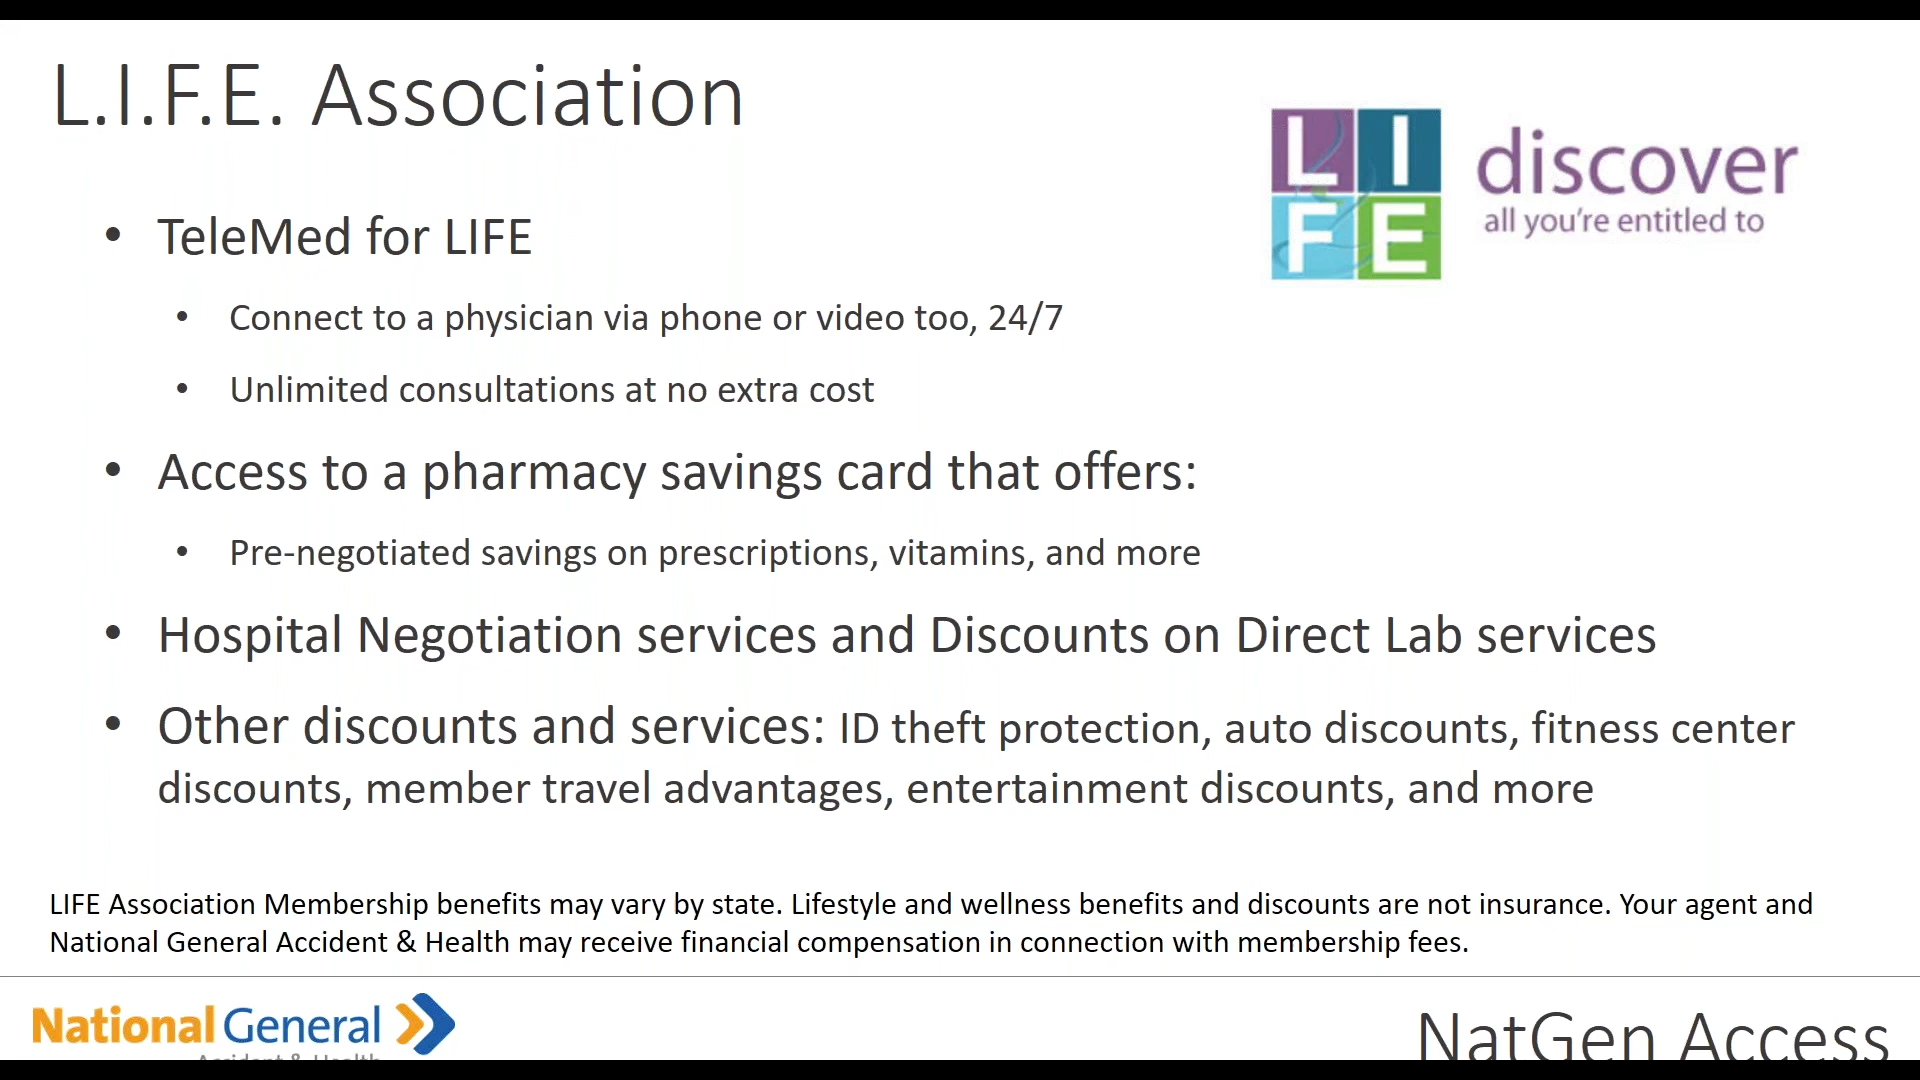 L.I.F.E. Association
LIFE
discover
all you're entitled to
• TeleMed for LIFE
• Connect to a physician via phone or video too, 24/7
• Unlimited consultations at no extra cost
• Access to a pharmacy savings card that offers:
• Pre-negotiated savings on prescriptions, vitamins, and more
• Hospital Negotiation services and Discounts on Direct Lab services
• Other discounts and services: ID theft protection, auto discounts, fitness center
discounts, member travel advantages, entertainment discounts, and more
LIFE Association Membership benefits may vary by state. Lifestyle and wellness benefits and discounts are not insurance. Your agent and
National General Accident & Health may receive financial compensation in connection with membership fees.
National General
Accident & Health
NatGen Access